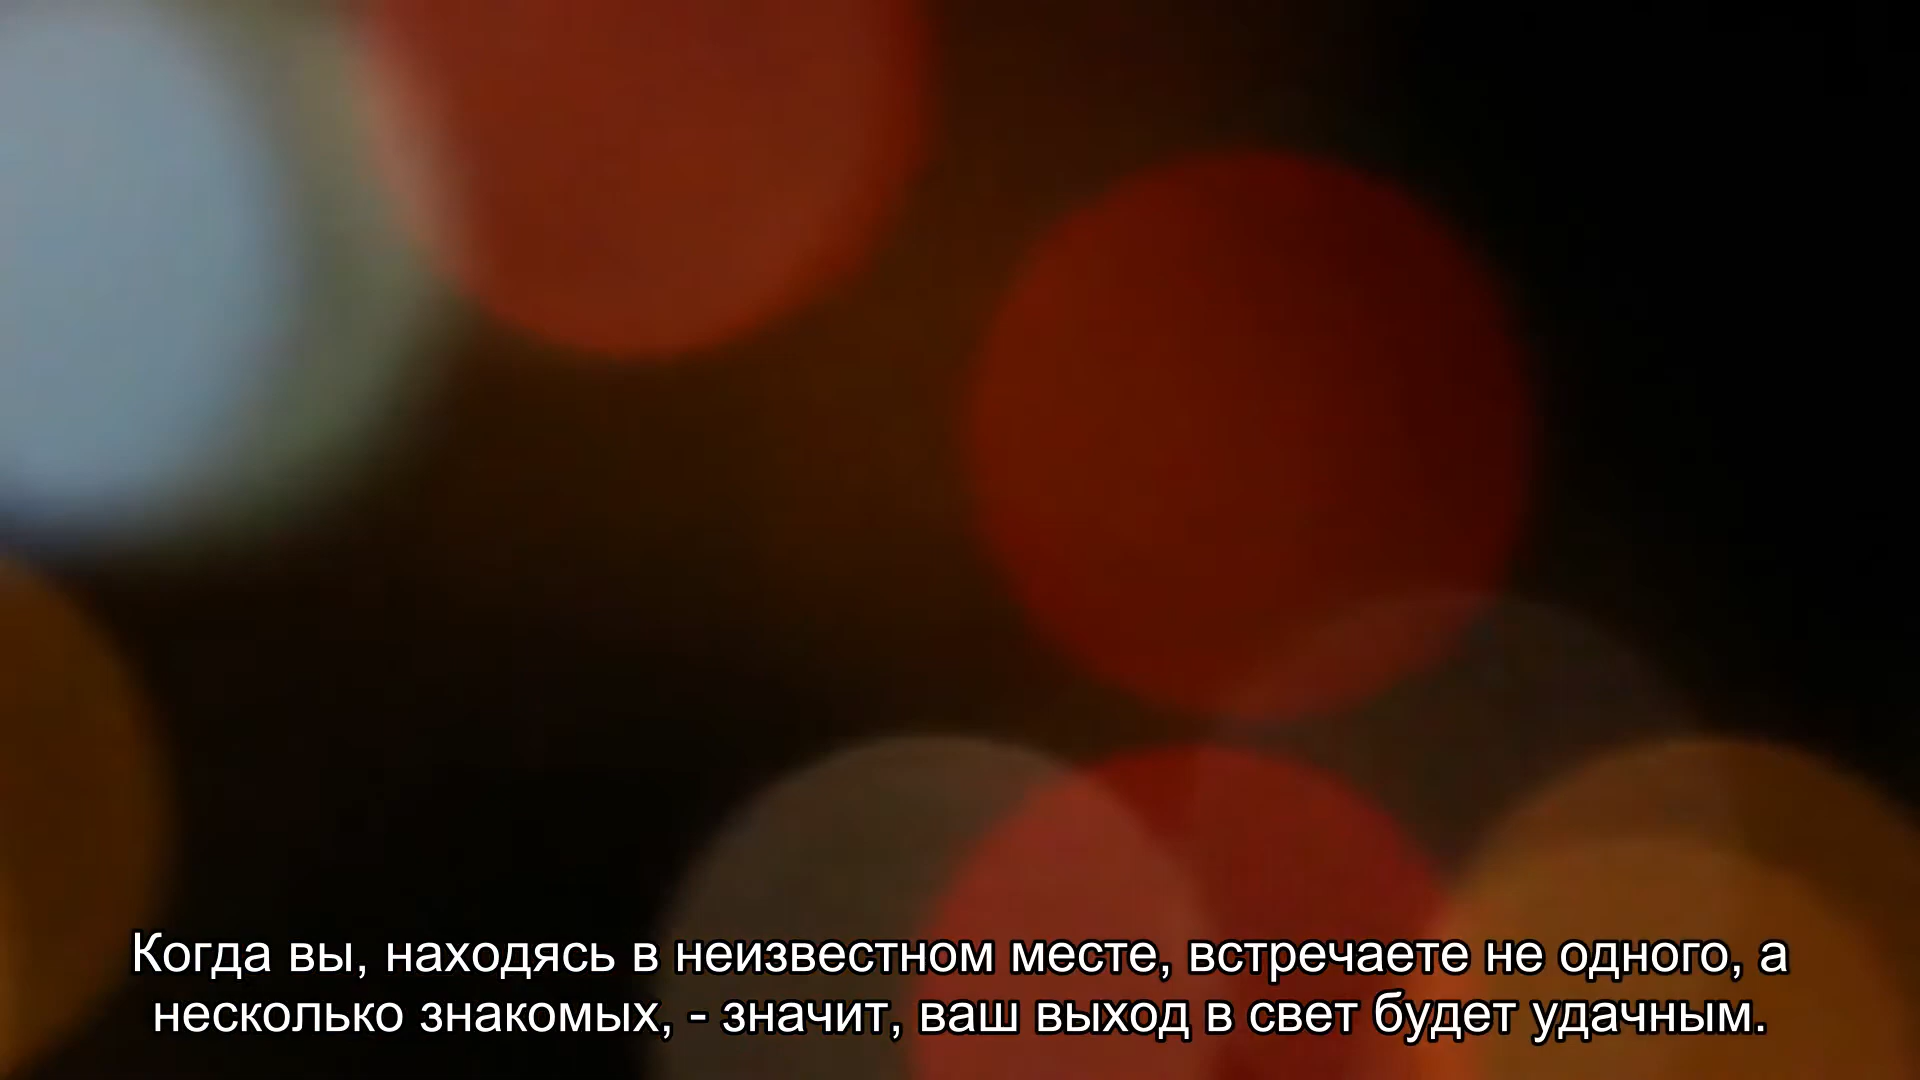 Когда вы, находясь в неизвестном месте, встречаете не одного, а
несколько знакомых, - значит, ваш выход в свет будет удачным.